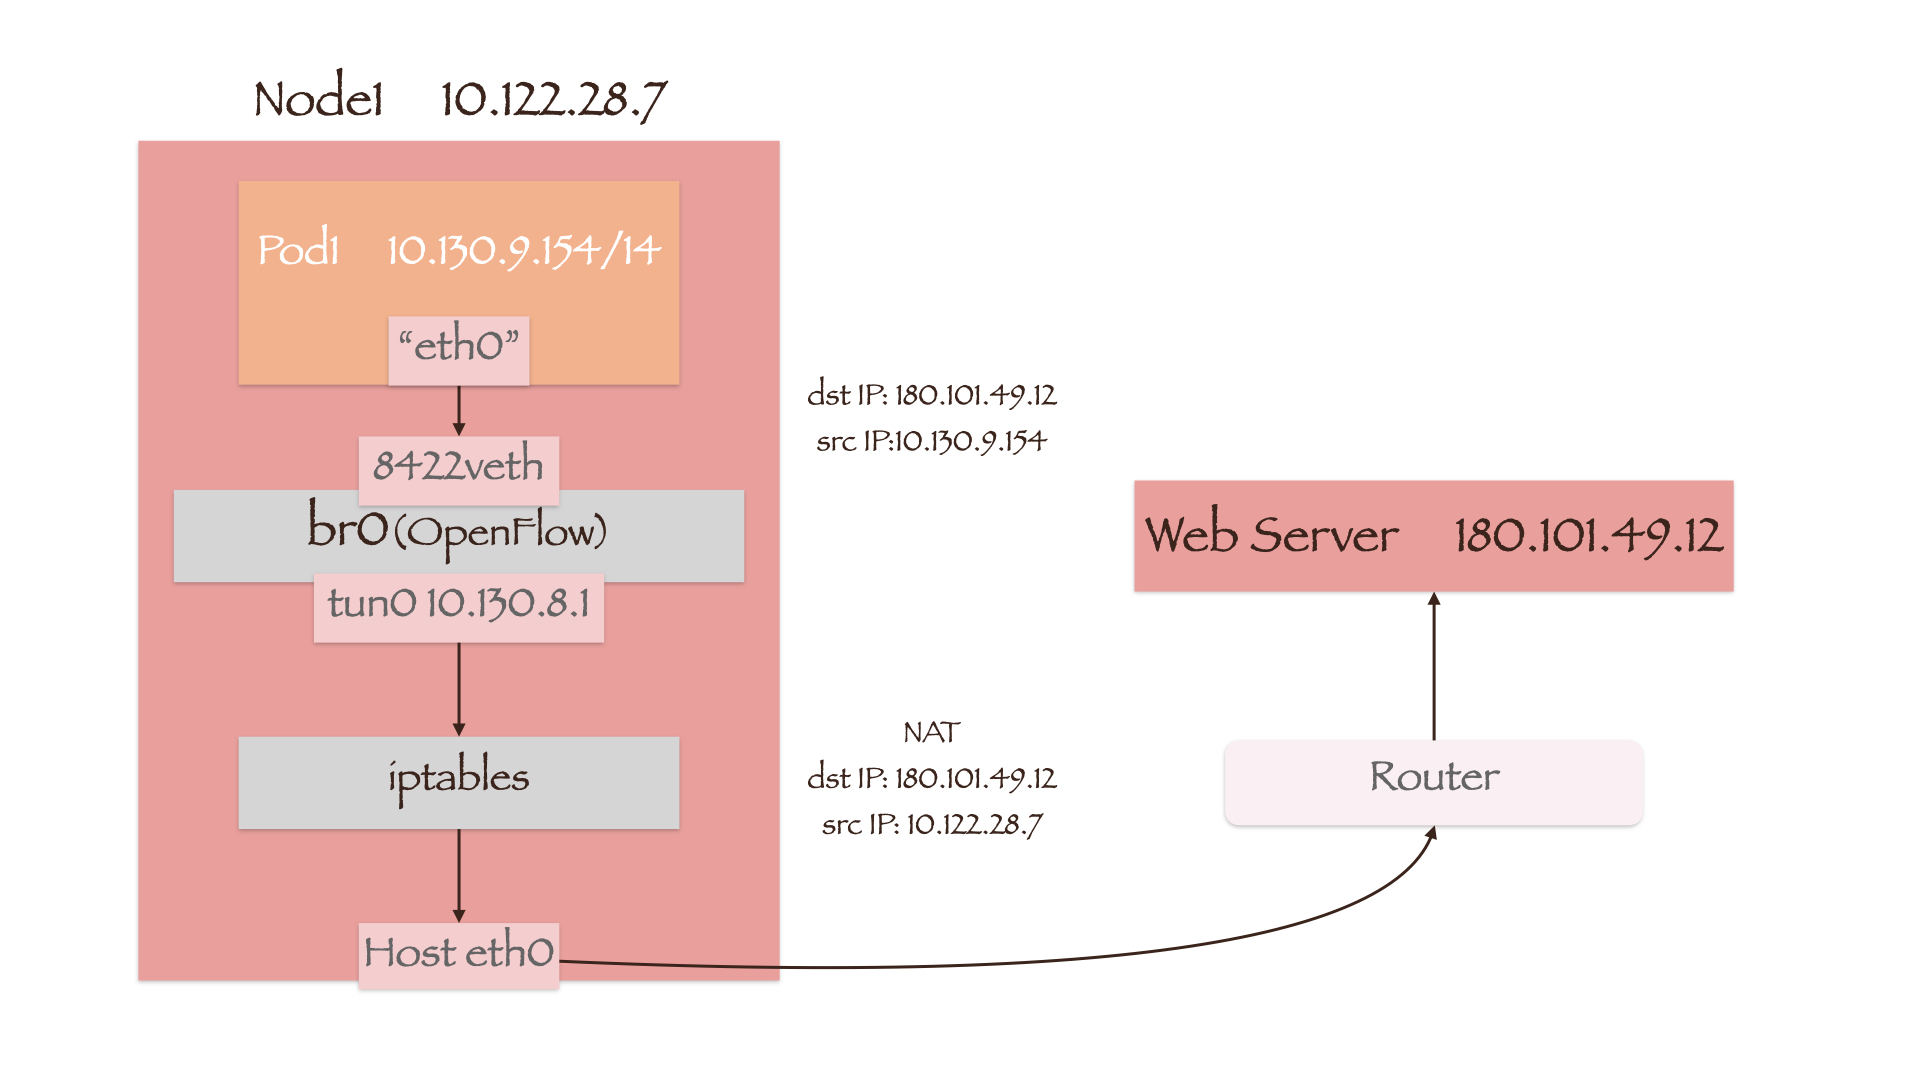 Node1 10.122.28.7
Pod1 10.130.9.154/14
“eth0”
8422veth
br0(OpenFlow)
tun0 10.130.8.1
iptables
Host eth0
dst IP: 180.101.49.12
src IP:10.130.9.154
NAT
dst IP: 180.101.49.12
src IP: 10.122.28.7
Web Server 180.101.49.12
Router